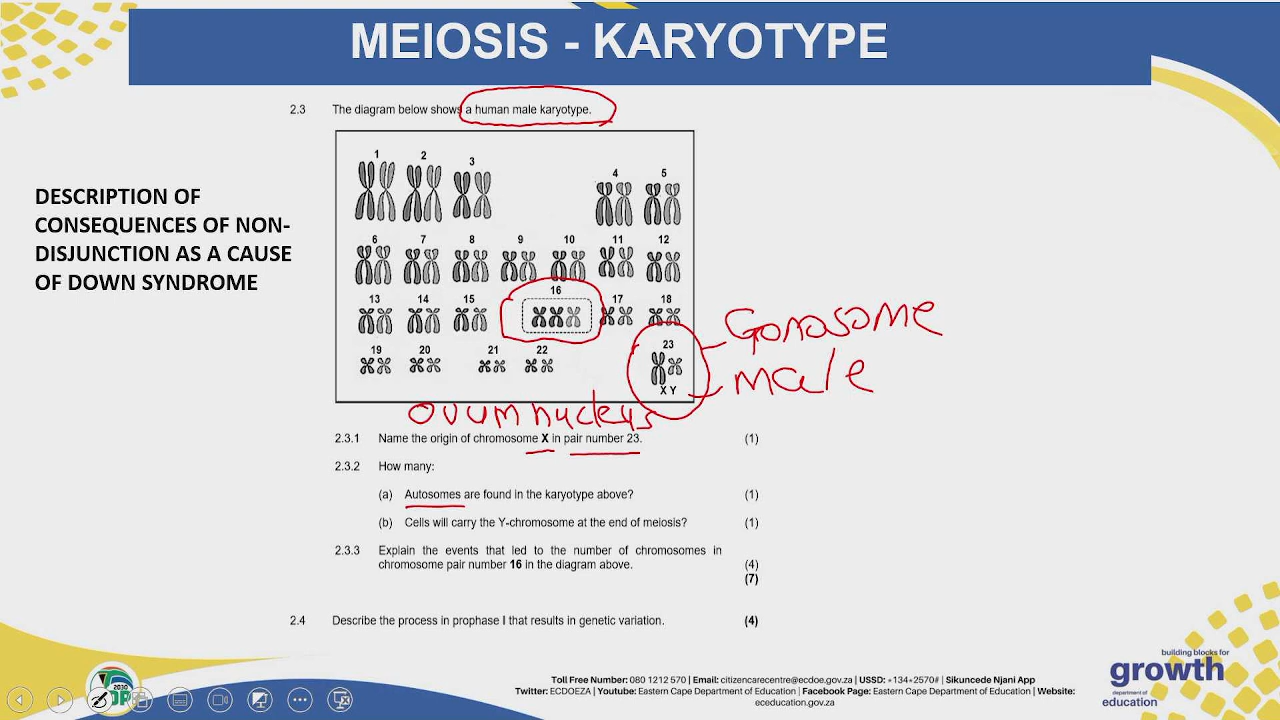 MEIOSIS - KARYOTYPE
2.3 The diagram below shows a human male karyotype.
DESCRIPTION OF
CONSEQUENCES OF NON-
DISJUNCTION AS A CAUSE
OF DOWN SYNDROME
1 2 3 4 5
6 7 8 9 10 11 12
16
13 14 15 17 18
Gonosome
19 20 21 22 23
male
X Y
Ovum nucleus
2.3.1 Name the origin of chromosome X in pair number 23. (1)
2.3.2 How many:
(a) Autosomes are found in the karyotype above? (1)
(b) Cells will carry the Y-chromosome at the end of meiosis? (1)
2.3.3 Explain the events that led to the number of chromosomes in
chromosome pair number 16 in the diagram above. (4)
(7)
2.4 Describe the process in prophase I that results in genetic variation. (4)
building blocks for
growth
department of
education
2030
Toll Free Number: 080 1212 570 | Email: citizencarecentre@ecdoe.gov.za | USSD: *134*2570# | Sikuncede Njani App
Twitter: ECDOEZA | Youtube: Eastern Cape Department of Education | Facebook Page: Eastern Cape Department of Education | Website:
eceducation.gov.za